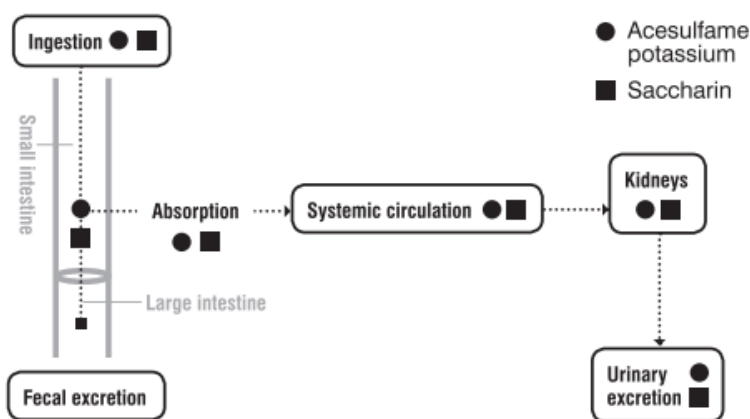 Ingestion
Acesulfame
potassium
Saccharin
Small intestine
Absorption
Systemic circulation
Kidneys
Large intestine
Fecal excretion
Urinary
excretion